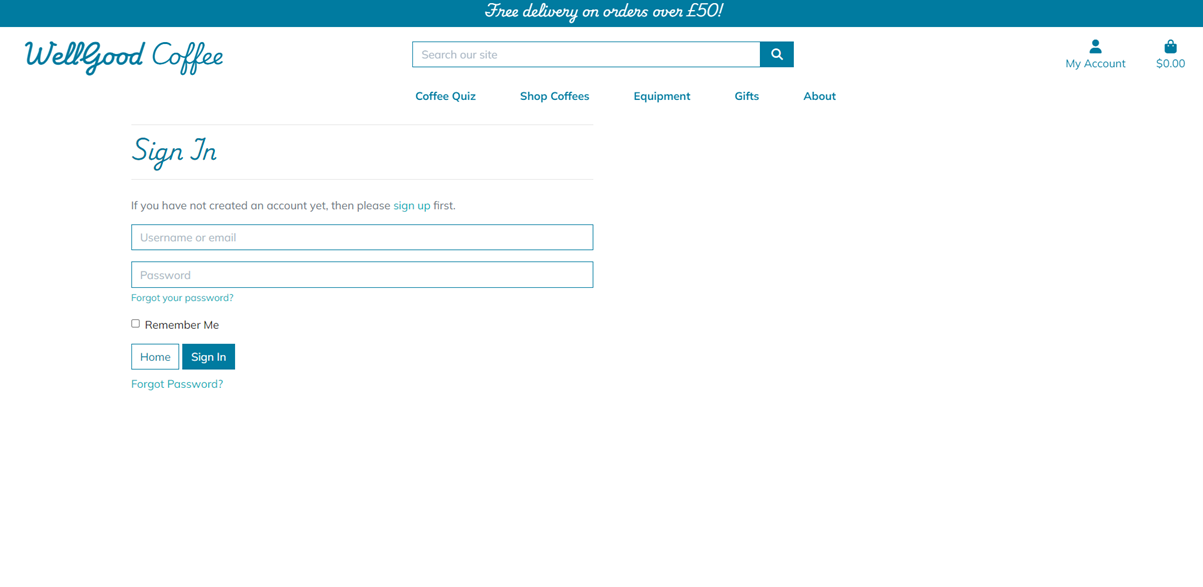 Free delivery on orders over £50!
WellGood Coffee
Search our site
My Account
$0.00
Coffee Quiz
Shop Coffees
Equipment
Gifts
About
Sign In
If you have not created an account yet, then please sign up first.
Username or email
Password
Forgot your password?
Remember Me
Home
Sign In
Forgot Password?